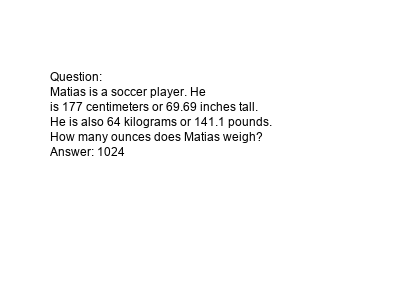 Question:
Matias is a soccer player. He
is 177 centimeters or 69.69 inches tall.
He is also 64 kilograms or 141.1 pounds.
How many ounces does Matias weigh?
Answer: 1024